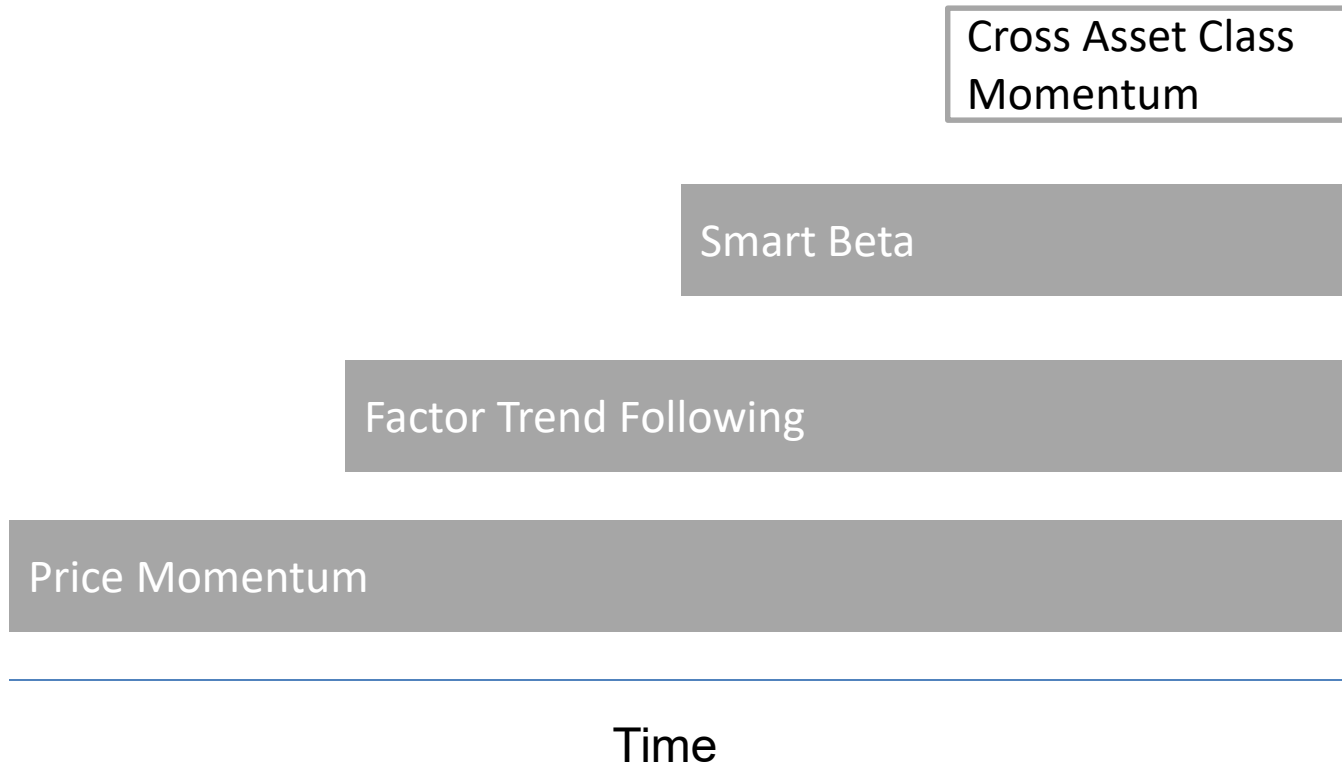 Cross Asset Class
Momentum
Smart Beta
Factor Trend Following
Price Momentum
Time